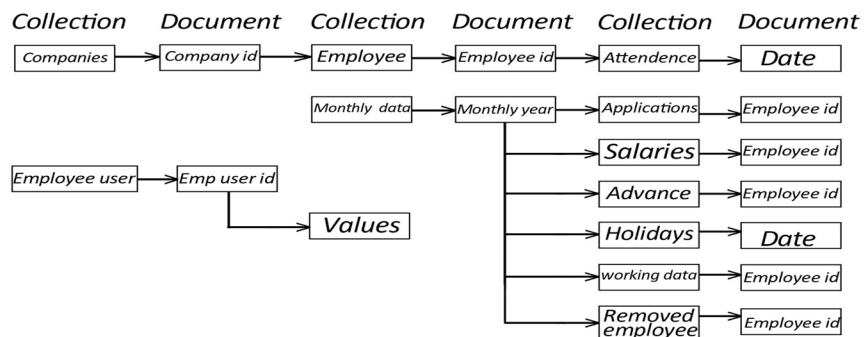 Collection Document Collection Document Collection Document
Companies Company id Employee Employee id Attendence Date
Monthly data Monthly year Applications Employee id
Salaries Employee id
Employee user Emp user id Advance Employee id
Values Holidays Date
working data Employee id
Removed
employee Employee id